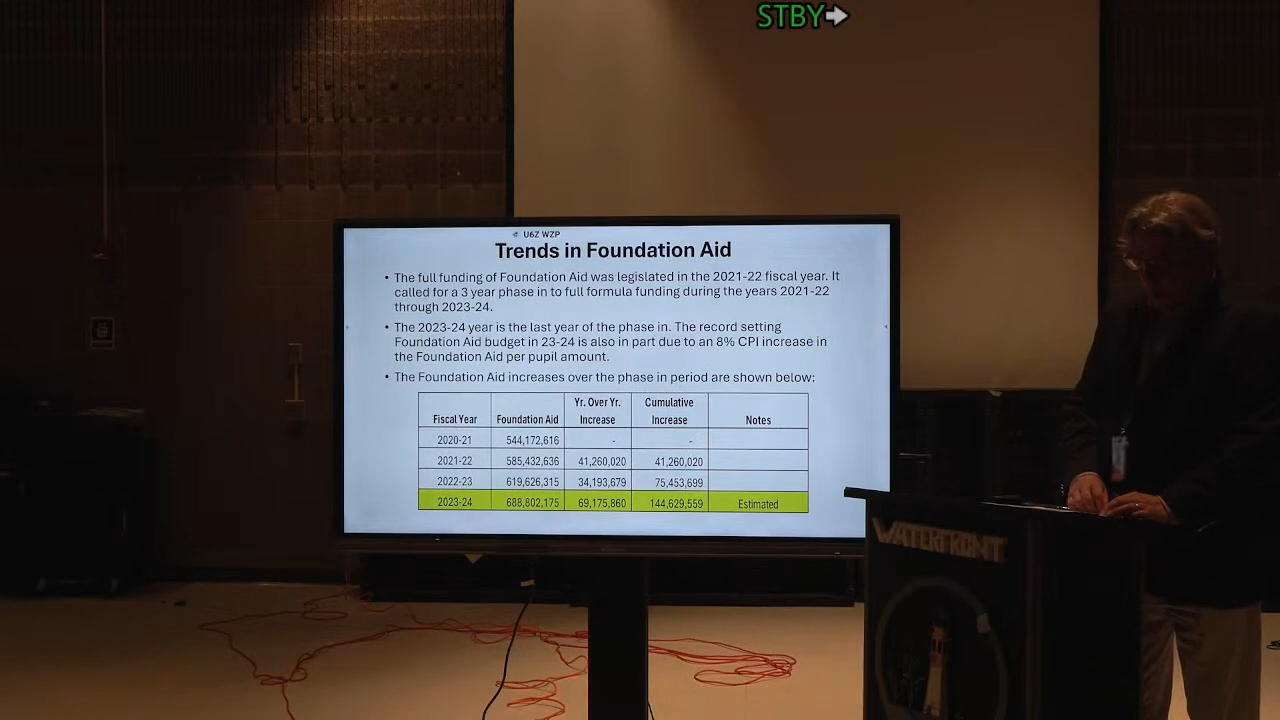 STBY
U6Z WZP
Trends in Foundation Aid
• The full funding of Foundation Aid was legislated in the 2021-22 fiscal year. It
called for a 3 year phase in to full formula funding during the years 2021-22
through 2023-24.
• The 2023-24 year is the last year of the phase in. The record setting
Foundation Aid budget in 23-24 is also in part due to an 8% CPI increase in
the Foundation Aid per pupil amount.
• The Foundation Aid increases over the phase in period are shown below:
Fiscal Year Foundation Aid Yr. Over Yr. Increase Cumulative Increase Notes
2020-21 544,172,616 - -
2021-22 585,432,636 41,260,020 41,260,020
2022-23 619,626,315 34,193,679 75,453,699
2023-24 688,802,175 69,175,860 144,629,559 Estimated
WATERFRONT